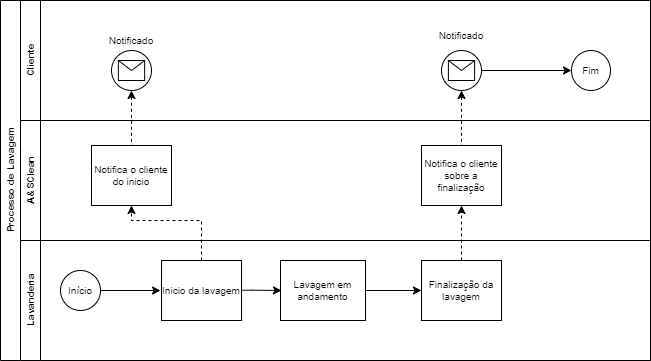 Processo de Lavagem
Cliente
Notificado
Notificado
Fim
A&SClean
Notifica o cliente
do inicio
Notifica o cliente
sobre a
finalização
Lavanderia
Início
Inicio da lavagem
Lavagem em
andamento
Finalização da
lavagem